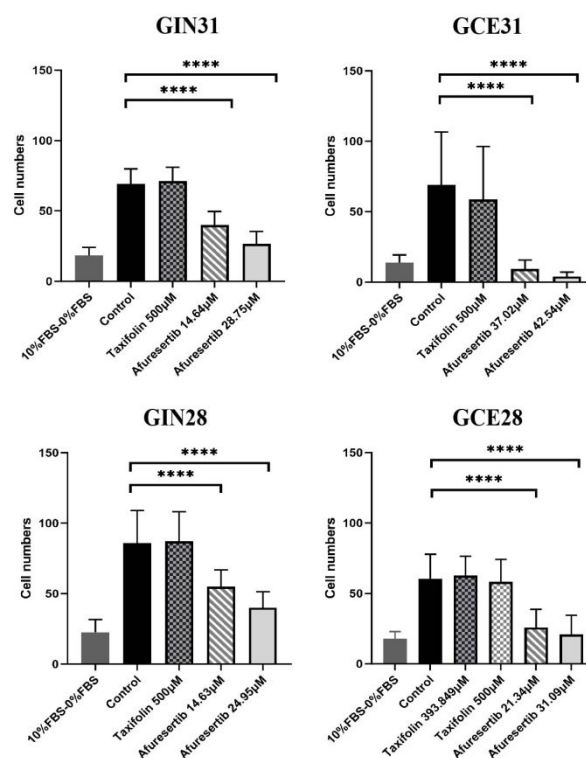 GIN31
****
****
150
100
50
0
Cell numbers
10%FBS-0%FBS
Control
Taxifolin 500μM
Afuresertib 14.64μM
Afuresertib 28.75μM
GCE31
****
****
150
100
50
0
Cell numbers
10%FBS-0%FBS
Control
Taxifolin 500μM
Afuresertib 37.02μM
Afuresertib 42.54μM
GIN28
****
****
150
100
50
0
Cell numbers
10%FBS-0%FBS
Control
Taxifolin 500μM
Afuresertib 14.63μM
Afuresertib 24.95μM
GCE28
****
****
150
100
50
0
Cell numbers
10%FBS-0%FBS
Control
Taxifolin 393.849μM
Taxifolin 500μM
Afuresertib 21.34μM
Afuresertib 31.09μM